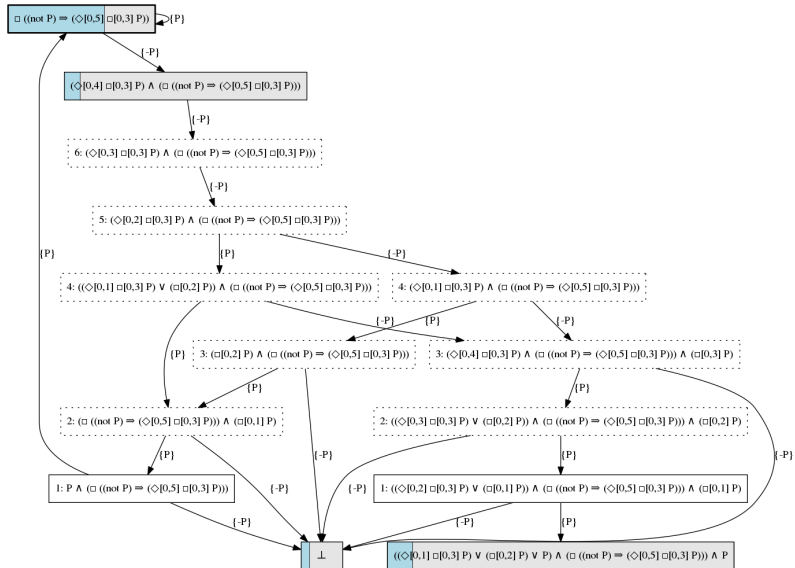 □ ((not P) ⇒ (◇[0,5] □[0,3] P))
{P}
{-P}
(◇[0,4] □[0,3] P) ∧ (□ ((not P) ⇒ (◇[0,5] □[0,3] P)))
{-P}
6: (◇[0,3] □[0,3] P) ∧ (□ ((not P) ⇒ (◇[0,5] □[0,3] P)))
{-P}
5: (◇[0,2] □[0,3] P) ∧ (□ ((not P) ⇒ (◇[0,5] □[0,3] P)))
{P}
{P}
{-P}
4: ((◇[0,1] □[0,3] P) ∨ (□[0,2] P)) ∧ (□ ((not P) ⇒ (◇[0,5] □[0,3] P)))
4: (◇[0,1] □[0,3] P) ∧ (□ ((not P) ⇒ (◇[0,5] □[0,3] P)))
{-P}
{P}
{-P}
{P}
3: (□[0,2] P) ∧ (□ ((not P) ⇒ (◇[0,5] □[0,3] P)))
3: (◇[0,4] □[0,3] P) ∧ (□ ((not P) ⇒ (◇[0,5] □[0,3] P))) ∧ (□[0,3] P)
{P}
{P}
2: (□ ((not P) ⇒ (◇[0,5] □[0,3] P))) ∧ (□[0,1] P)
2: ((◇[0,3] □[0,3] P) ∨ (□[0,2] P)) ∧ (□ ((not P) ⇒ (◇[0,5] □[0,3] P))) ∧ (□[0,2] P)
{P}
{-P}
{P}
{-P}
1: P ∧ (□ ((not P) ⇒ (◇[0,5] □[0,3] P)))
{-P}
{-P}
1: ((◇[0,2] □[0,3] P) ∨ (□[0,1] P)) ∧ (□ ((not P) ⇒ (◇[0,5] □[0,3] P))) ∧ (□[0,1] P)
{-P}
{-P}
{P}
⊥
((◇[0,1] □[0,3] P) ∨ (□[0,2] P) ∨ P) ∧ (□ ((not P) ⇒ (◇[0,5] □[0,3] P))) ∧ P